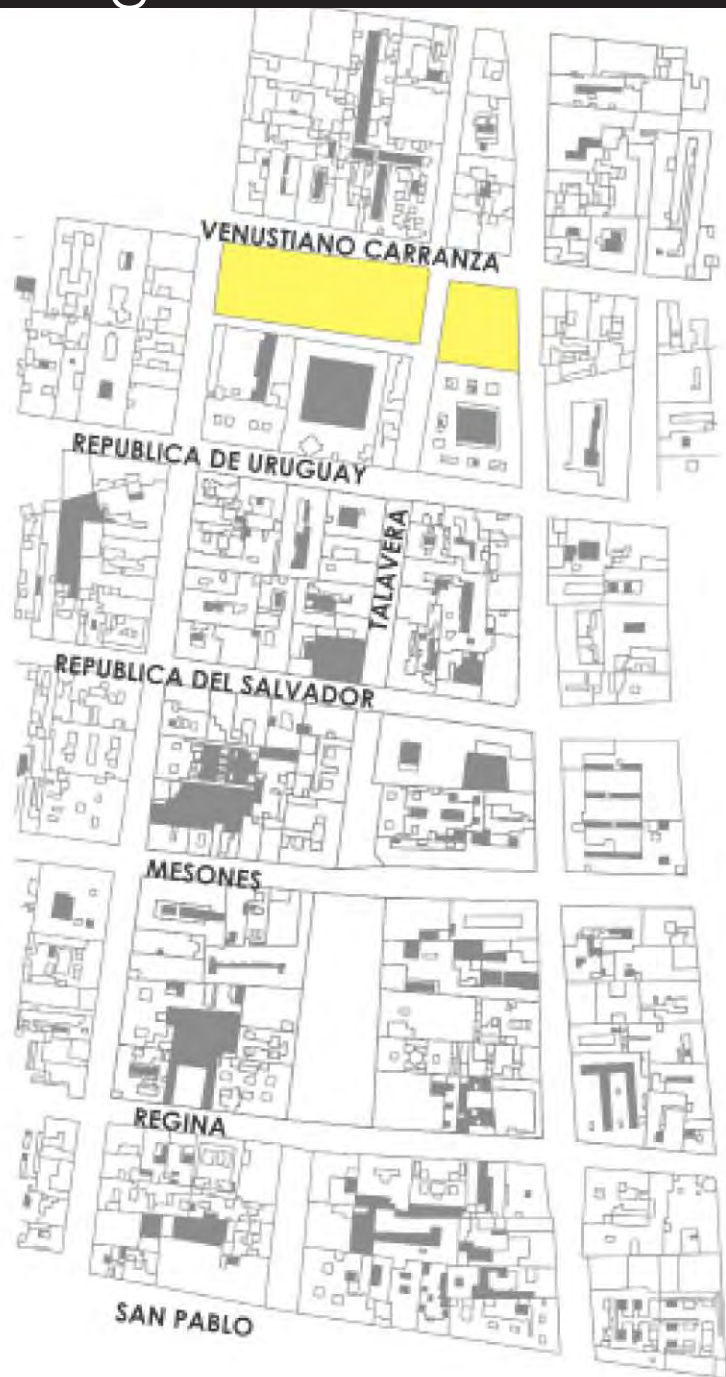 VENUSTIANO CARRANZA
REPUBLICA DE URUGUAY
TALAVERA
REPUBLICA DEL SALVADOR
MESONES
REGINA
SAN PABLO